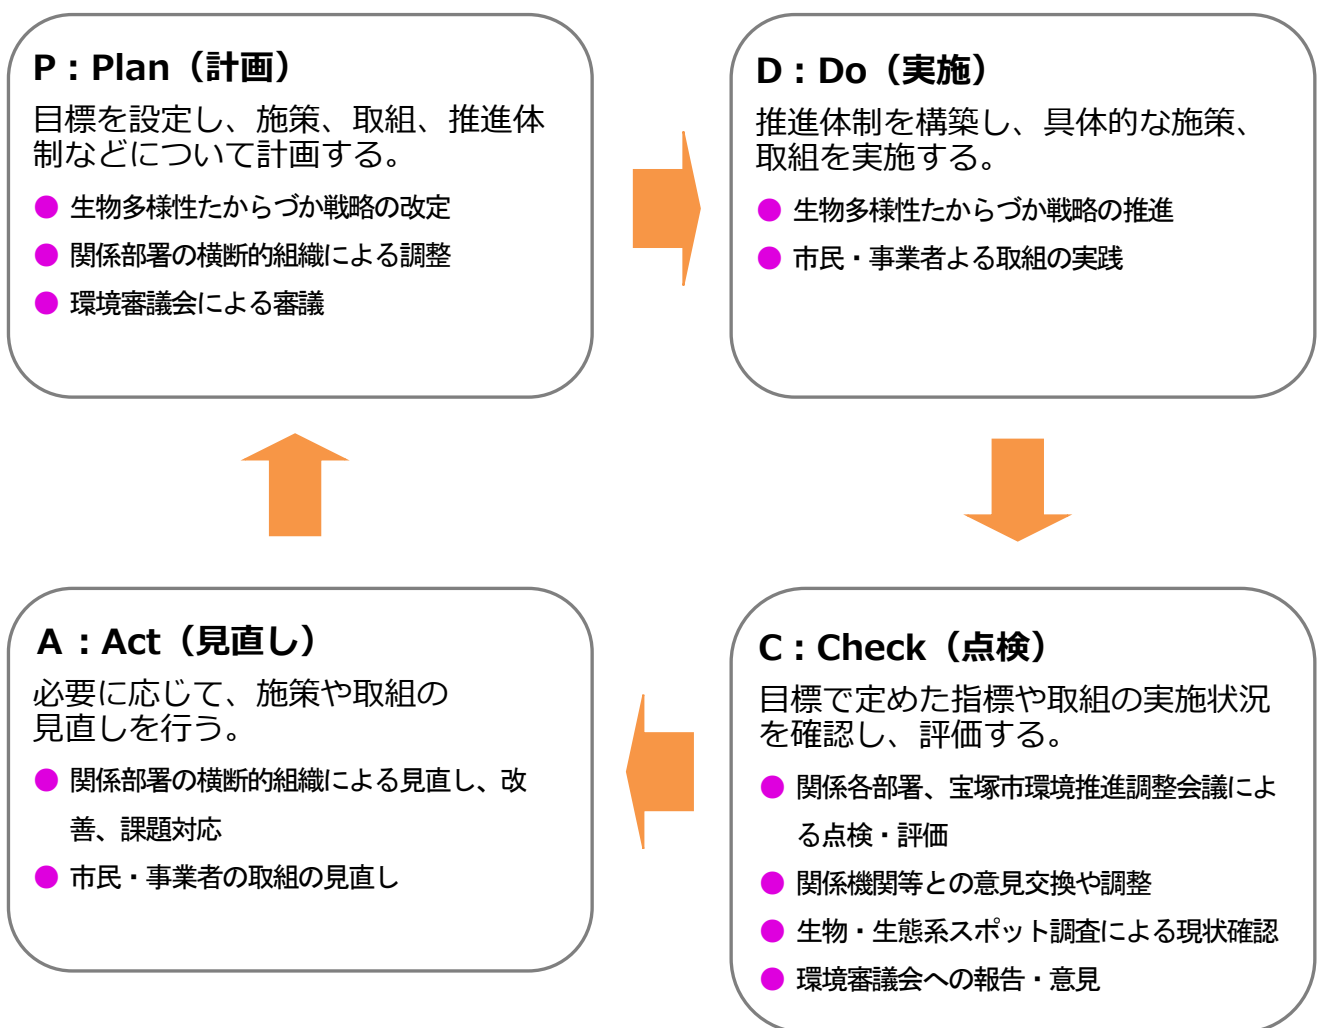 P：Plan（計画）
目標を設定し、施策、取組、推進体
制などについて計画する。
● 生物多様性たからづか戦略の改定
● 関係部署の横断的組織による調整
● 環境審議会による審議
D：Do（実施）
推進体制を構築し、具体的な施策、
取組を実施する。
● 生物多様性たからづか戦略の推進
● 市民・事業者よる取組の実践
A：Act（見直し）
必要に応じて、施策や取組の
見直しを行う。
● 関係部署の横断的組織による見直し、改
善、課題対応
● 市民・事業者の取組の見直し
C：Check（点検）
目標で定めた指標や取組の実施状況
を確認し、評価する。
● 関係各部署、宝塚市環境推進調整会議によ
る点検・評価
● 関係機関等との意見交換や調整
● 生物・生態系スポット調査による現状確認
● 環境審議会への報告・意見